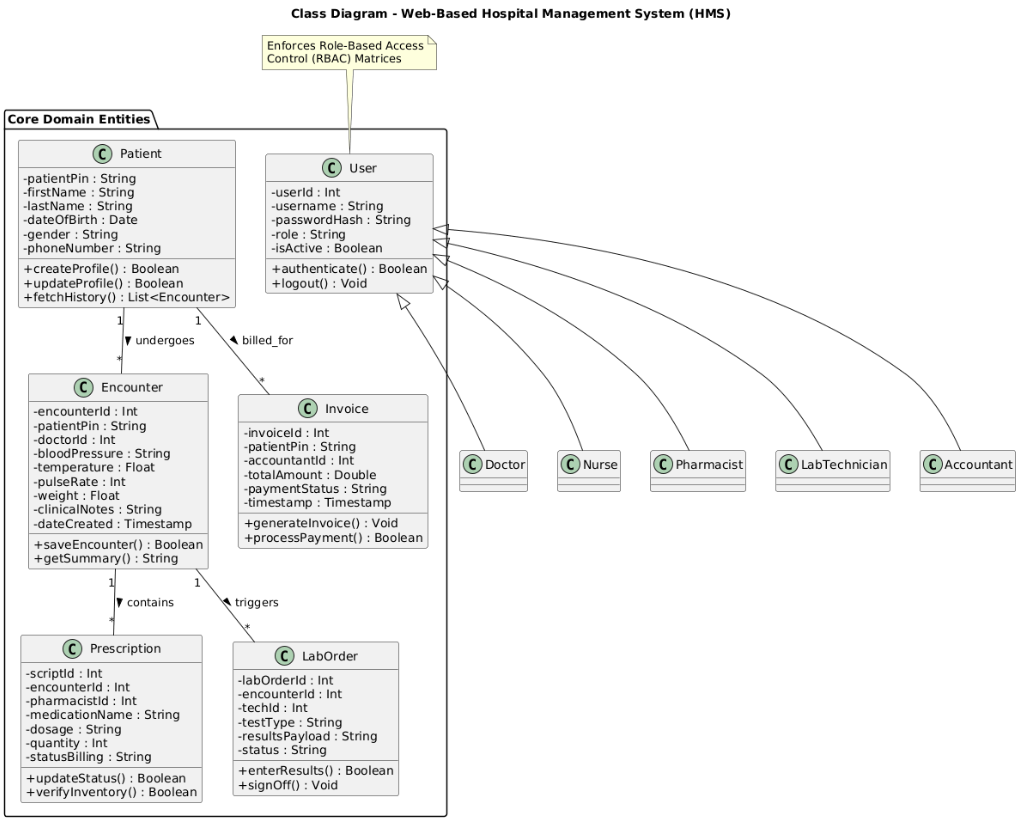 Class Diagram - Web-Based Hospital Management System (HMS)
Enforces Role-Based Access
Control (RBAC) Matrices
Core Domain Entities
C Patient
-patientPin : String
-firstName : String
-lastName : String
-dateOfBirth : Date
-gender : String
-phoneNumber : String
+createProfile() : Boolean
+updateProfile() : Boolean
+fetchHistory() : List<Encounter>
C User
-userId : Int
-username : String
-passwordHash : String
-role : String
-isActive : Boolean
+authenticate() : Boolean
+logout() : Void
1
undergoes
*
1
billed_for
*
C Encounter
-encounterId : Int
-patientPin : String
-doctorId : Int
-bloodPressure : String
-temperature : Float
-pulseRate : Int
-weight : Float
-clinicalNotes : String
-dateCreated : Timestamp
+saveEncounter() : Boolean
+getSummary() : String
C Invoice
-invoiceId : Int
-patientPin : String
-accountantId : Int
-totalAmount : Double
-paymentStatus : String
-timestamp : Timestamp
+generateInvoice() : Void
+processPayment() : Boolean
C Doctor
C Nurse
C Pharmacist
C LabTechnician
C Accountant
1
contains
*
1
triggers
*
C Prescription
-scriptId : Int
-encounterId : Int
-pharmacistId : Int
-medicationName : String
-dosage : String
-quantity : Int
-statusBilling : String
+updateStatus() : Boolean
+verifyInventory() : Boolean
C LabOrder
-labOrderId : Int
-encounterId : Int
-techId : Int
-testType : String
-resultsPayload : String
-status : String
+enterResults() : Boolean
+signOff() : Void